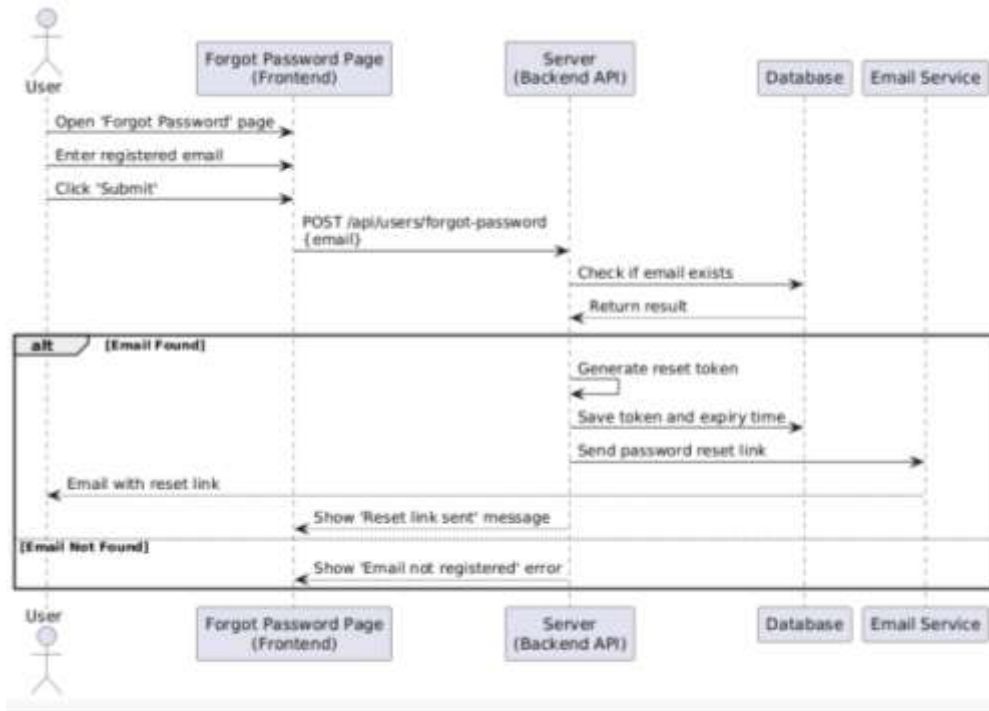 User
Forgot Password Page
(Frontend)
Server
(Backend API)
Database
Email Service
Open 'Forgot Password' page
Enter registered email
Click 'Submit'
POST /api/users/forgot-password
{email}
Check if email exists
Return result
alt
[Email Found]
Generate reset token
Save token and expiry time
Send password reset link
Email with reset link
Show 'Reset link sent' message
[Email Not Found]
Show 'Email not registered' error
User
Forgot Password Page
(Frontend)
Server
(Backend API)
Database
Email Service